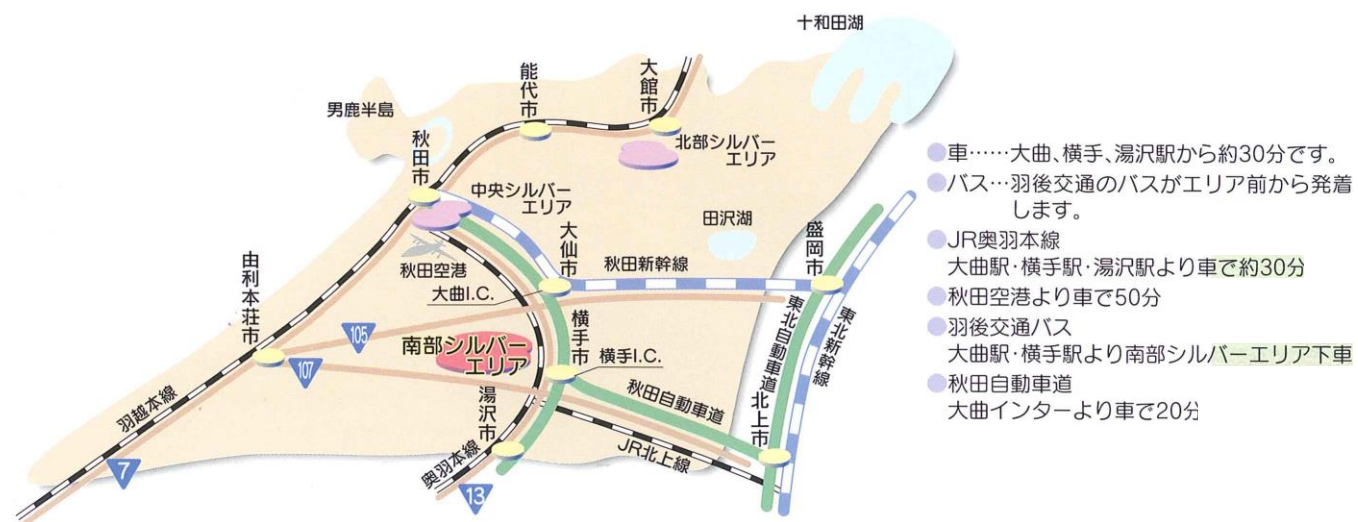 十和田湖
大館市
能代市
男鹿半島
秋田市
北部シルバー
エリア
中央シルバー
エリア
田沢湖
大仙市
盛岡市
秋田新幹線
秋田空港
大曲I.C.
由利本荘市
105
横手市
東北自動車道
東北新幹線
南部シルバー
エリア
横手I.C.
107
湯沢市
秋田自動車道
北上市
羽越本線
JR北上線
奥羽本線
7
13
●車……大曲、横手、湯沢駅から約30分です。
●バス…羽後交通のバスがエリア前から発着
します。
●JR奥羽本線
大曲駅・横手駅・湯沢駅より車で約30分
●秋田空港より車で50分
●羽後交通バス
大曲駅・横手駅より南部シルバーエリア下車
●秋田自動車道
大曲インターより車で20分